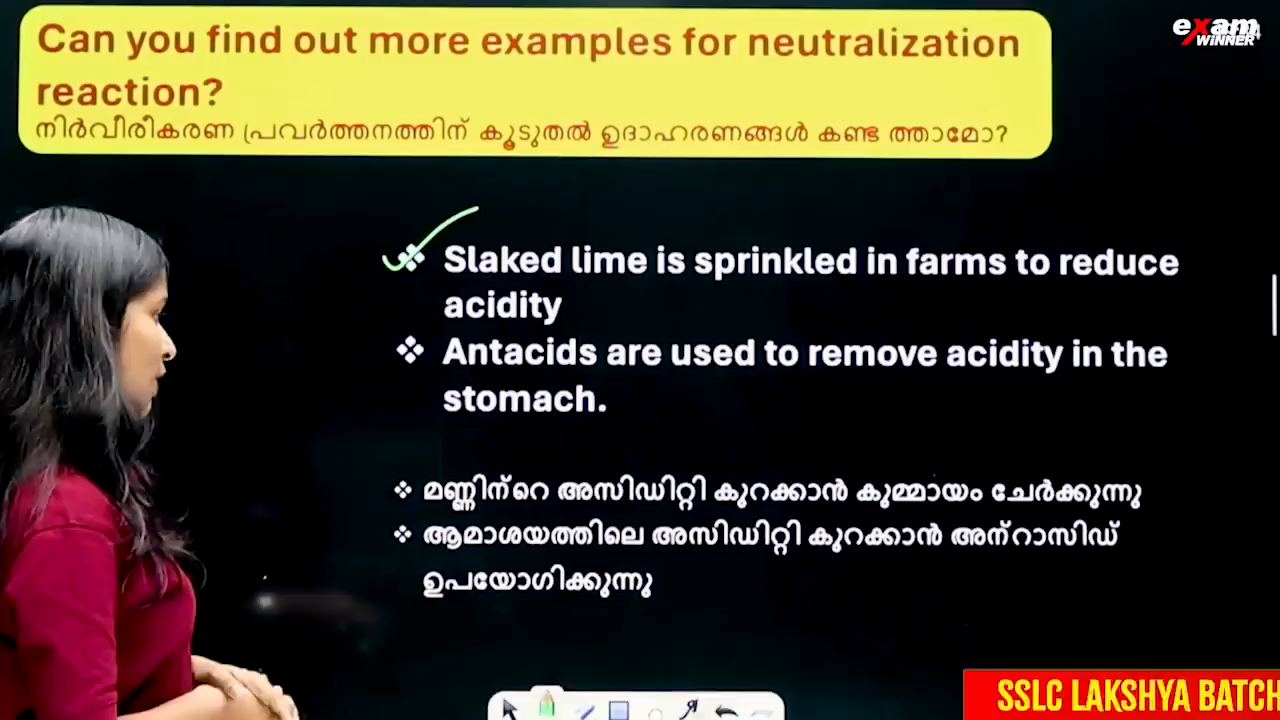 Can you find out more examples for neutralization
reaction?
നിർവീരീകരണ പ്രവർത്തനത്തിന് കൂടുതൽ ഉദാഹരണങ്ങൾ കണ്ട ത്താമോ?
exam
WINNER
❖ Slaked lime is sprinkled in farms to reduce
acidity
❖ Antacids are used to remove acidity in the
stomach.
❖ മണ്ണിന്റെ അസിഡിറ്റി കുറക്കാൻ കുമ്മായം ചേർക്കുന്നു
❖ ആമാശയത്തിലെ അസിഡിറ്റി കുറക്കാൻ അന്റാസിഡ്
ഉപയോഗിക്കുന്നു
SSLC LAKSHYA BATCH